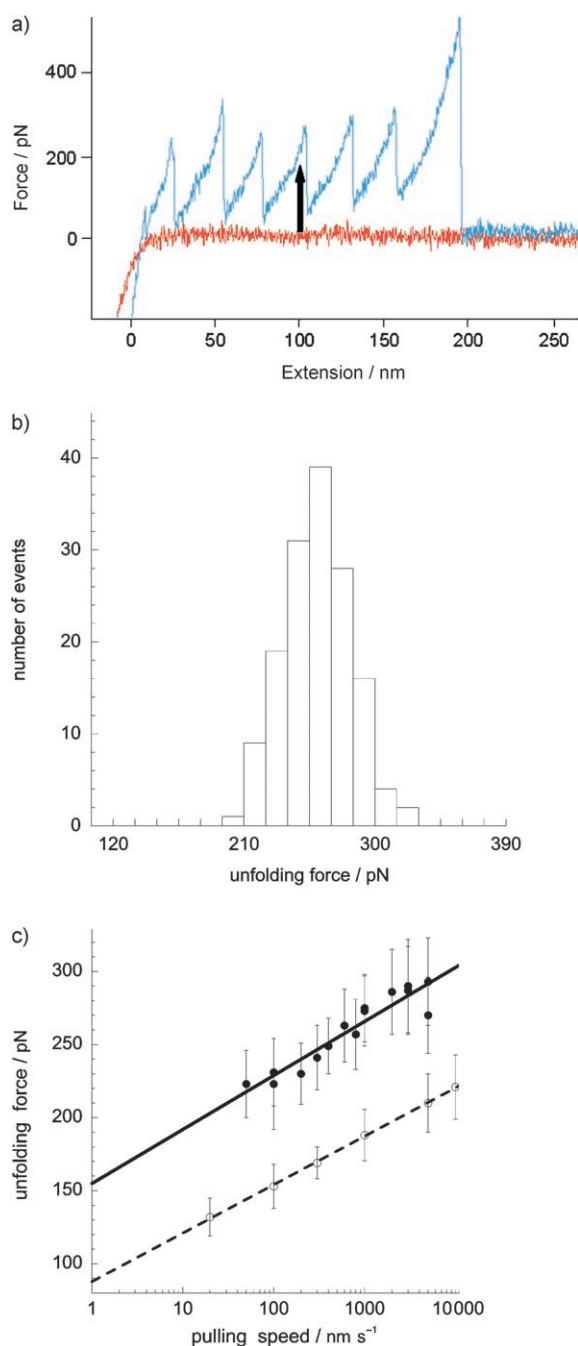 a)
400
200
0
Force / pN
0 50 100 150 200 250
Extension / nm
b)
40
30
20
10
0
number of events
120 210 300 390
unfolding force / pN
c)
300
250
200
150
100
unfolding force / pN
1 10 100 1000 10000
pulling speed / nm s⁻¹